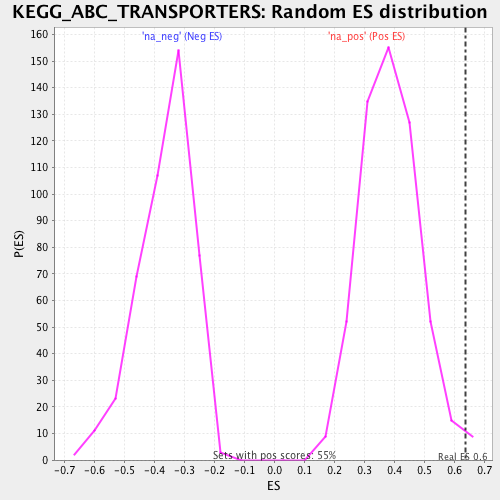 KEGG_ABC_TRANSPORTERS: Random ES distribution
'na_neg' (Neg ES)
'na_pos' (Pos ES)
160
150
140
130
120
110
100
90
80
70
60
50
40
30
20
10
0
P(ES)
Sets with pos scores: 55%
Real ES 0.6
-0.7 -0.6 -0.5 -0.4 -0.3 -0.2 -0.1 0.0 0.1 0.2 0.3 0.4 0.5 0.6 0.7
ES